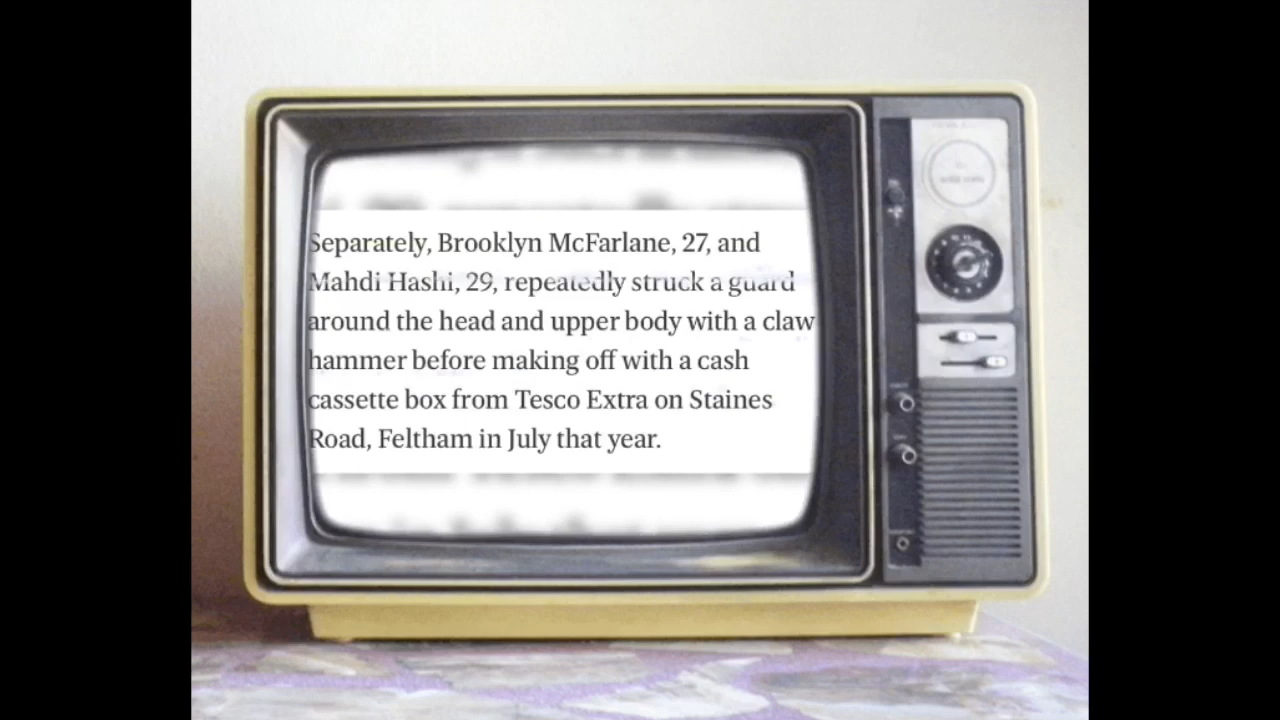 Separately, Brooklyn McFarlane, 27, and
Mahdi Hashi, 29, repeatedly struck a guard
around the head and upper body with a claw
hammer before making off with a cash
cassette box from Tesco Extra on Staines
Road, Feltham in July that year.